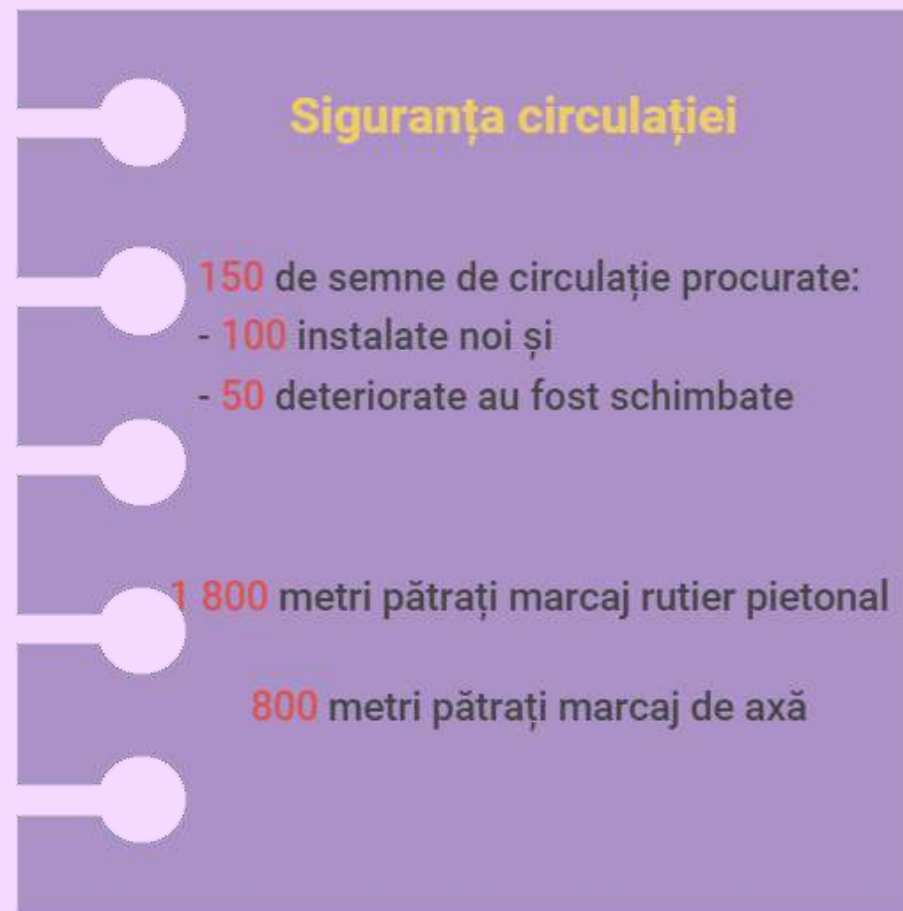 Siguranța circulației
150 de semne de circulație procurate:
- 100 instalate noi și
- 50 deteriorate au fost schimbate
1 800 metri pătrați marcaj rutier pietonal
800 metri pătrați marcaj de axă